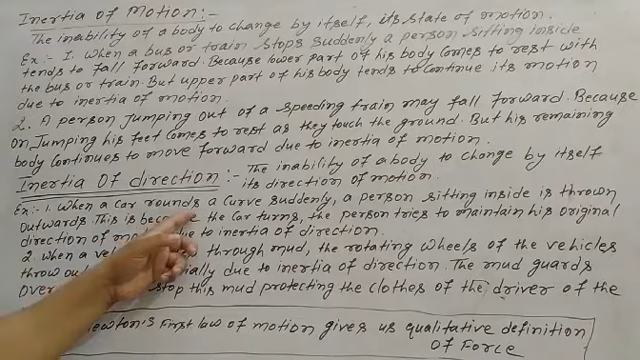 Inertia of Motion:-
The inability of a body to change by itself, its state of motion.
Ex:- 1. When a bus or train stops suddenly a person sitting inside
tends to fall forward. Because lower part of his body comes to rest with
the bus or train. But upper part of his body tends to continue its motion
due to inertia of motion.
2. A person jumping out of a speeding train may fall forward. Because
on jumping his feet comes to rest as they touch the ground. But his remaining
body continues to move forward due to inertia of motion.
Inertia of direction :- The inability of a body to change by itself
its direction of motion.
Ex:- 1. When a car rounds a curve suddenly, a person sitting inside is thrown
outwards. This is because the car turns, the person tries to maintain his original
direction of due to inertia of direction.
2. When a through mud, the rotating wheels of the vehicles
throw due to inertia of direction. The mud guards
over stop this mud protecting the clothes of the driver of the
Newton's First law of motion gives us qualitative definition
of Force